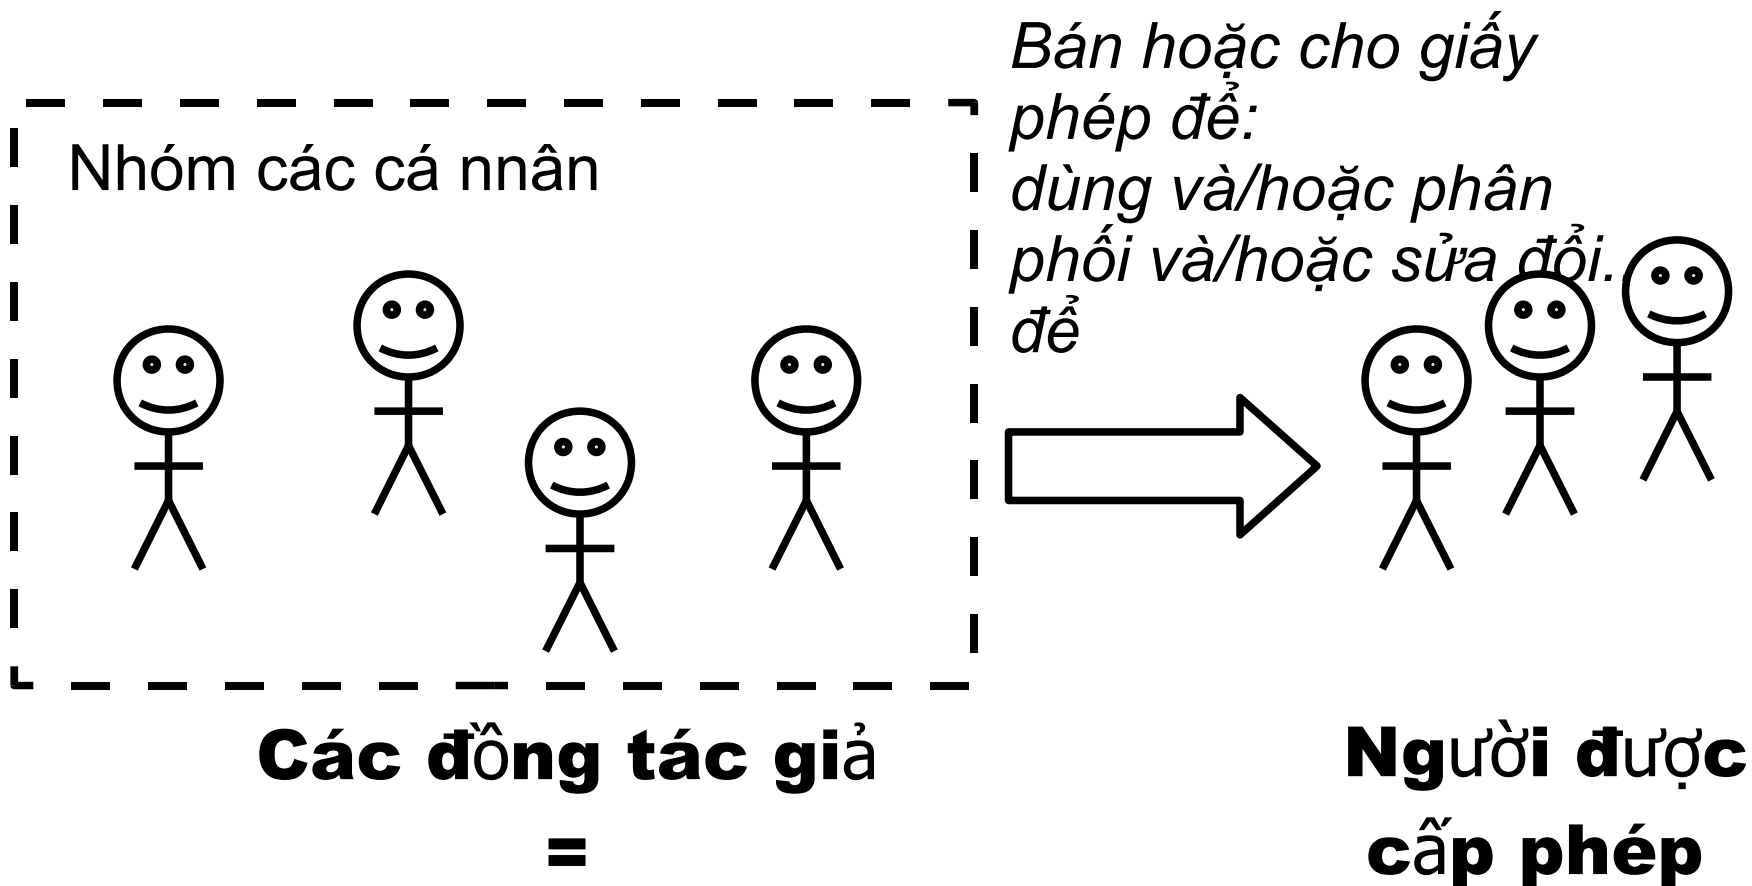 Bán hoặc cho giấy
phép để:
dùng và/hoặc phân
phối và/hoặc sửa đổi.
để
Nhóm các cá nnân
Các đồng tác giả
=
Người được
cấp phép